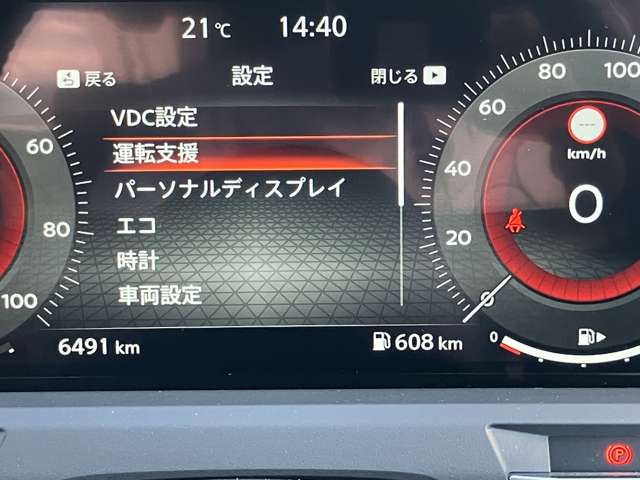 21℃ 14:40
戻る 設定 閉じる
VDC設定
運転支援
パーソナルディスプレイ
エコ
時計
車両設定
6491 km 608 km
60
80
100
100
80
60
40
20
0
---
km/h
0
0
P